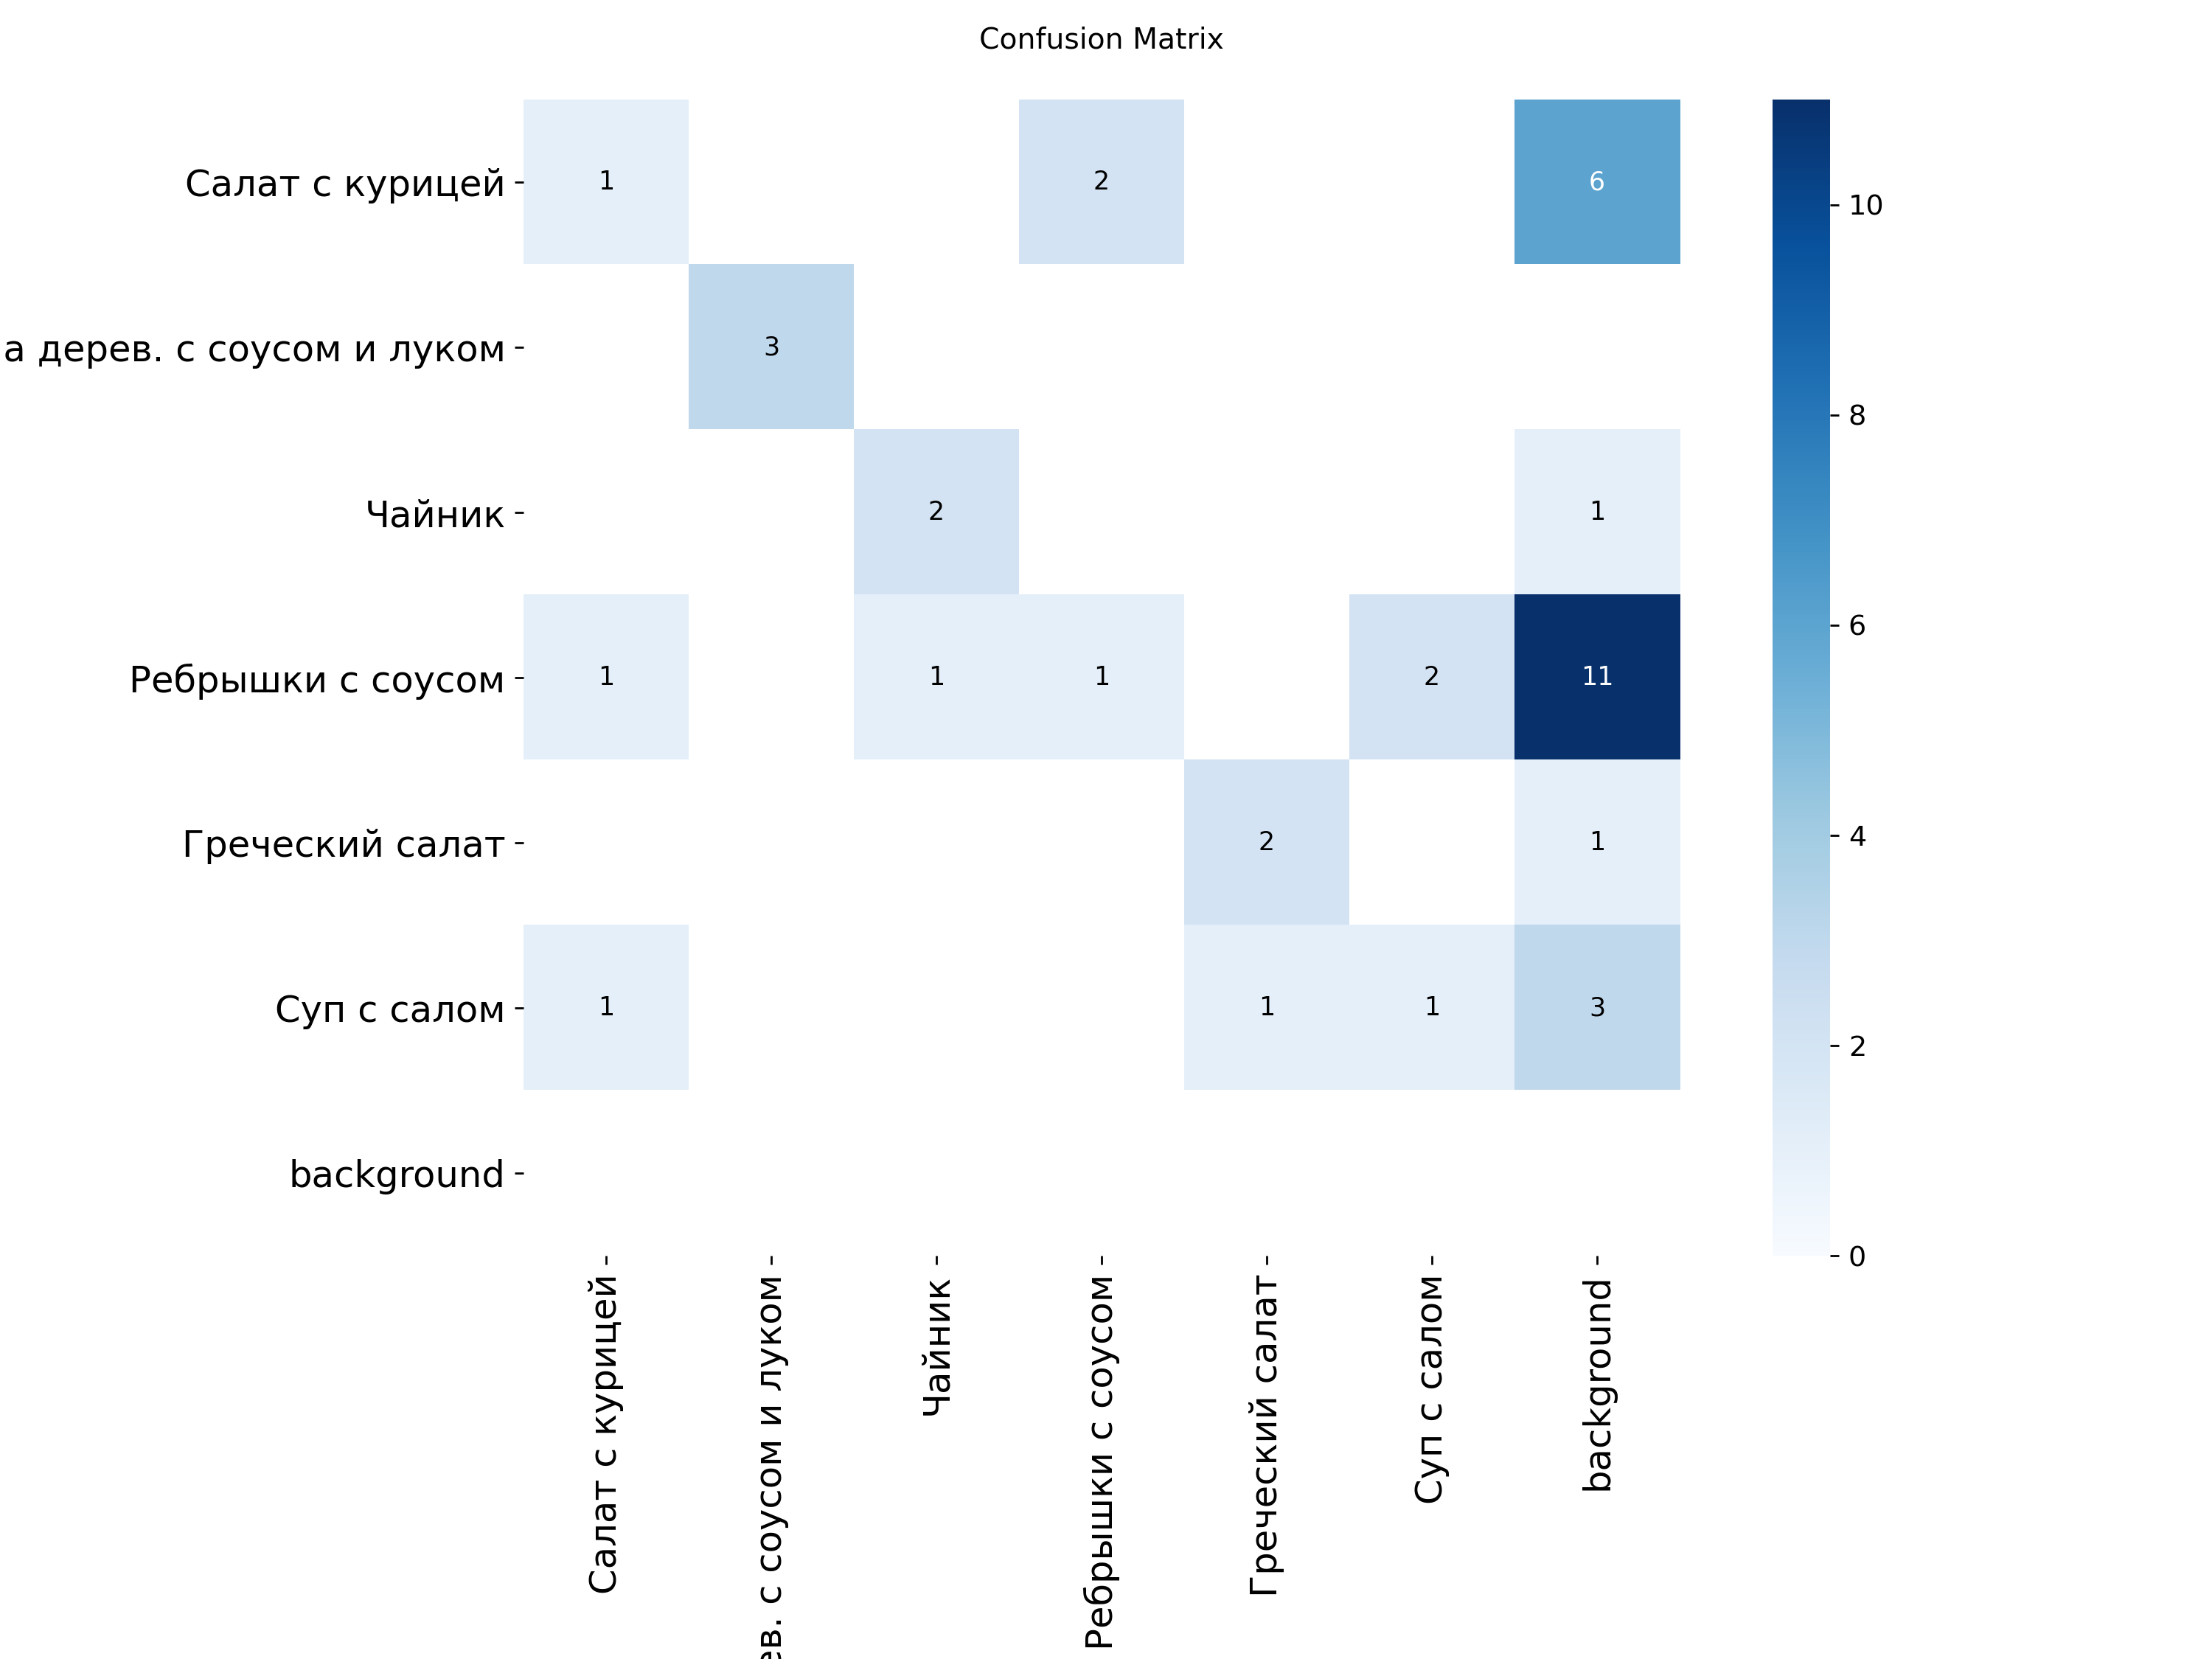 Confusion Matrix
Салат с курицей
1
2
6
10
а дерев. с соусом и луком
3
8
Чайник
2
1
6
Ребрышки с соусом
1
1
1
2
11
Греческий салат
2
1
4
Суп с салом
1
1
1
3
2
background
0
Салат с курицей
ев. с соусом и луком
Чайник
Ребрышки с соусом
Греческий салат
Суп с салом
background